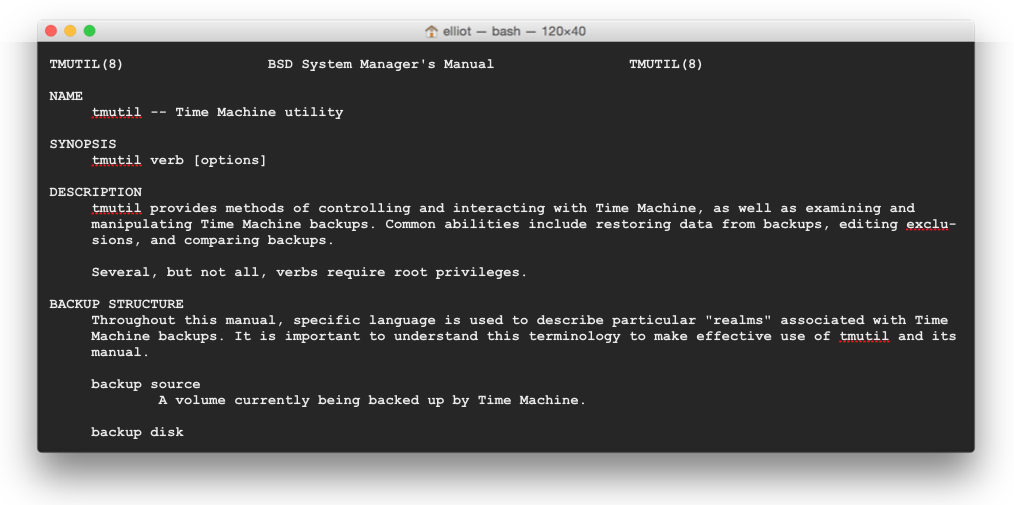 elliot — bash — 120×40
TMUTIL(8) BSD System Manager's Manual TMUTIL(8)
NAME
tmutil -- Time Machine utility
SYNOPSIS
tmutil verb [options]
DESCRIPTION
tmutil provides methods of controlling and interacting with Time Machine, as well as examining and
manipulating Time Machine backups. Common abilities include restoring data from backups, editing exclu-
sions, and comparing backups.
Several, but not all, verbs require root privileges.
BACKUP STRUCTURE
Throughout this manual, specific language is used to describe particular "realms" associated with Time
Machine backups. It is important to understand this terminology to make effective use of tmutil and its
manual.
backup source
A volume currently being backed up by Time Machine.
backup disk